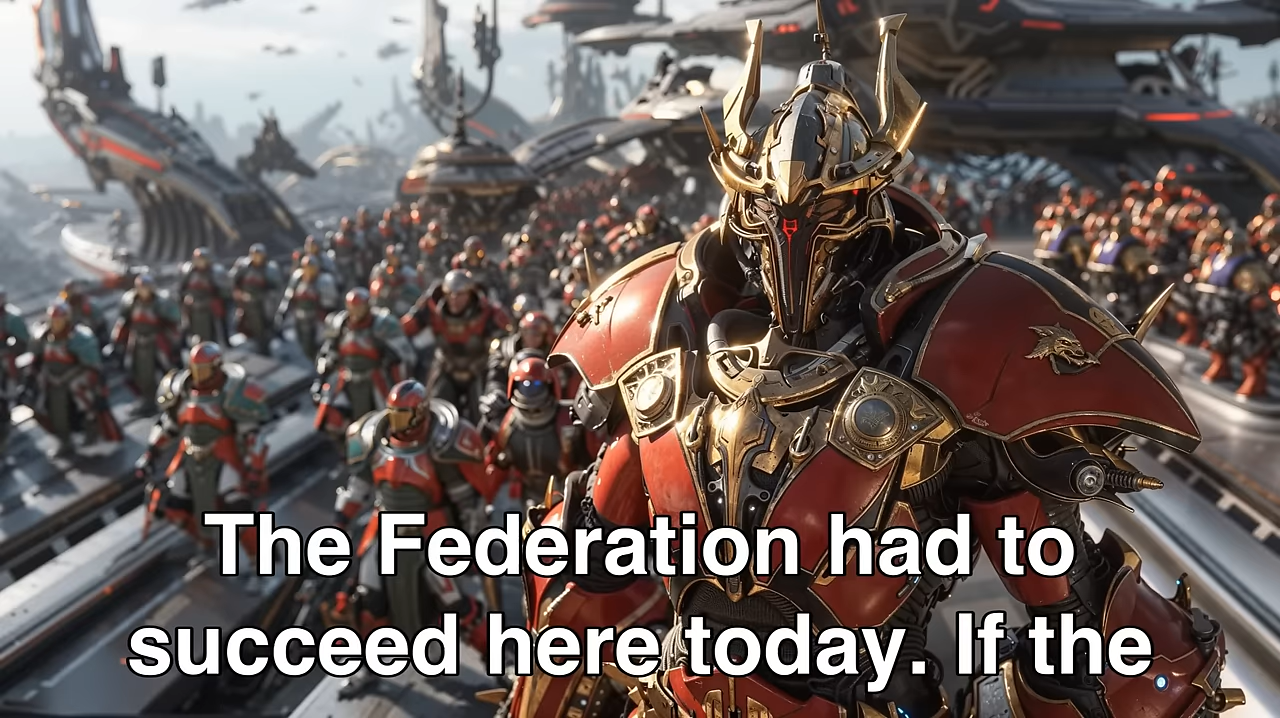 The Federation had to
succeed here today. If the